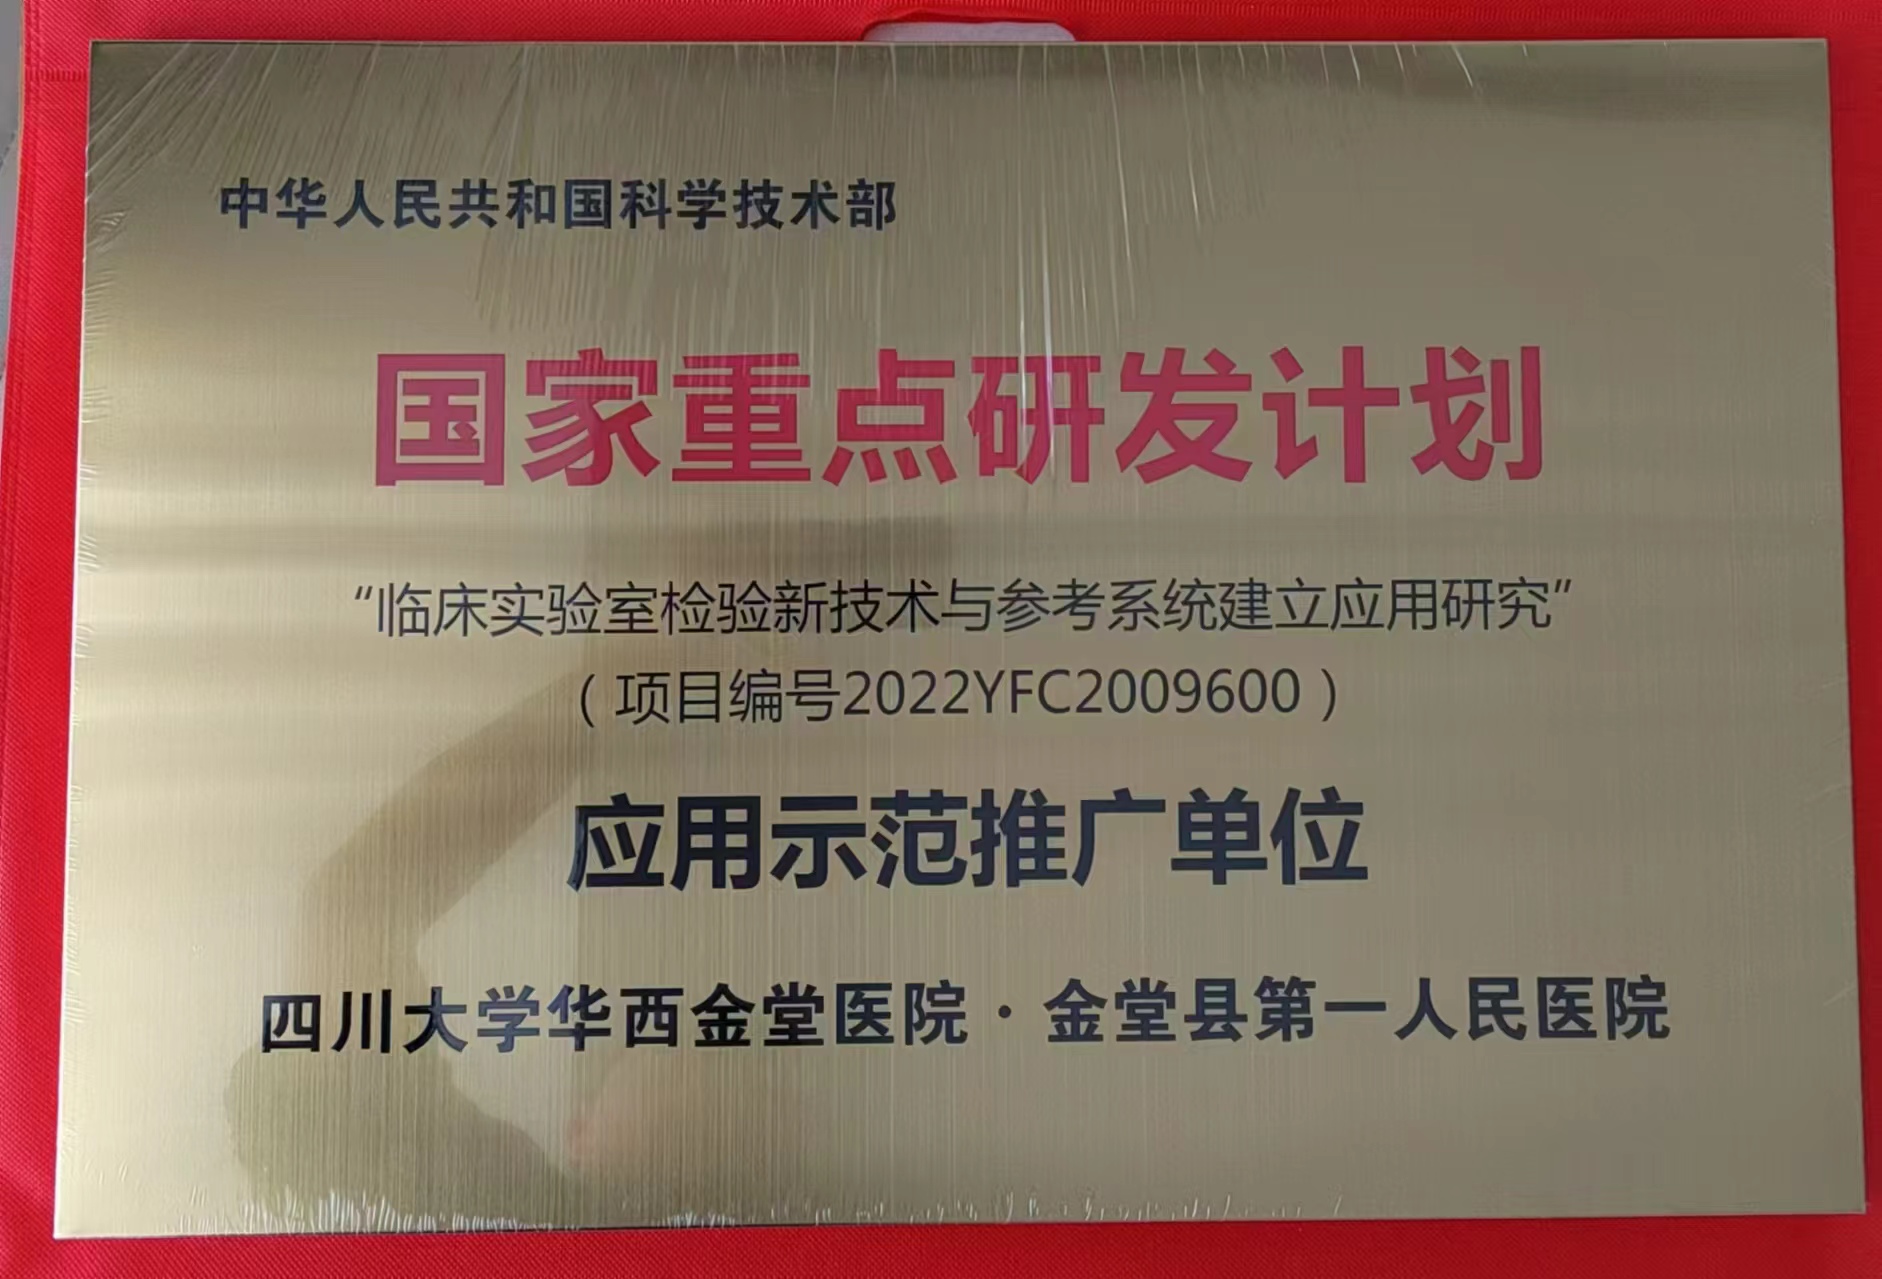 中华人民共和国科学技术部
国家重点研发计划
“临床实验室检验新技术与参考系统建立应用研究”
（项目编号2022YFC2009600）
应用示范推广单位
四川大学华西金堂医院·金堂县第一人民医院